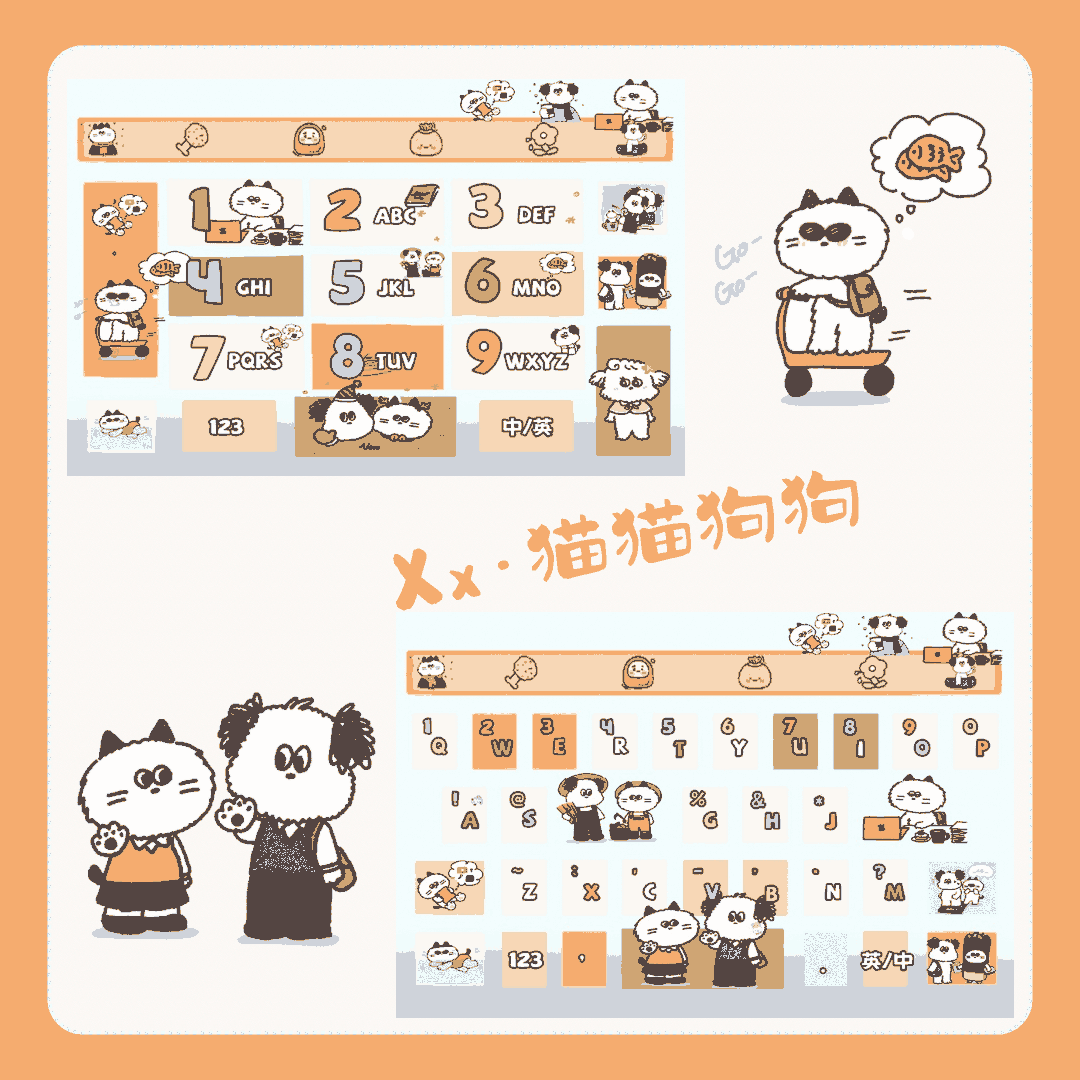 1 2 ABC 3 DEF
Go-
Go-
4 GHI 5 JKL 6 MNO
7 PQRS 8 TUV 9 WXYZ
123 中/英
Xx·猫猫狗狗
1 2 3 4 5 6 7 8 9 0
Q W E R T Y U I O P
! @ % & *
A S G H J
~ : ' - ' ?
Z X C V B N M
123 , . 英/中